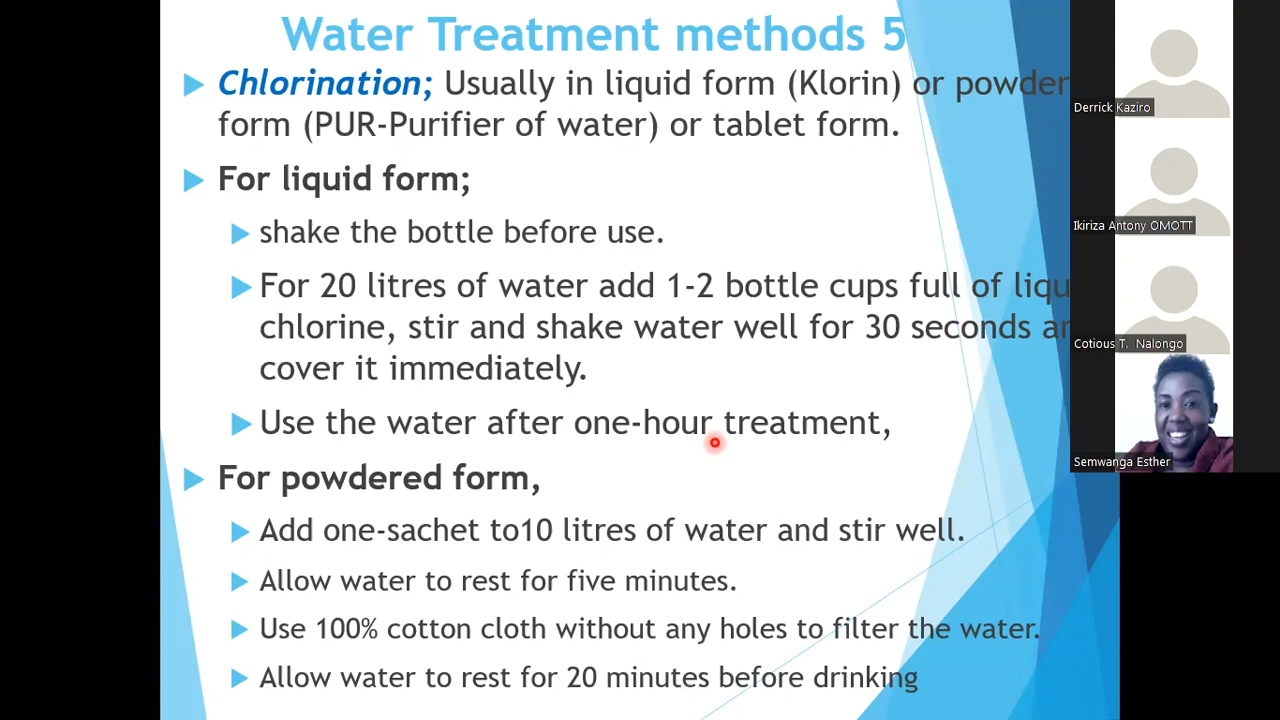 Water Treatment methods 5
Chlorination; Usually in liquid form (Klorin) or powder
form (PUR-Purifier of water) or tablet form.
For liquid form;
shake the bottle before use.
For 20 litres of water add 1-2 bottle cups full of liqu
chlorine, stir and shake water well for 30 seconds
cover it immediately.
Use the water after one-hour treatment,
For powdered form,
Add one-sachet to10 litres of water and stir well.
Allow water to rest for five minutes.
Use 100% cotton cloth without any holes to filter the water.
Allow water to rest for 20 minutes before drinking
Derrick Kaziro
Ikiriza Antony OMOTT
Cotious T. Nalongo
Semwanga Esther